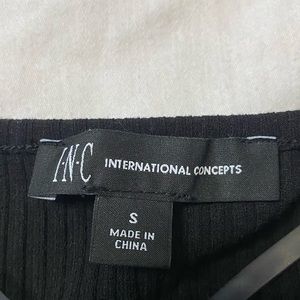 I·N·C INTERNATIONAL CONCEPTS
S
MADE IN
CHINA